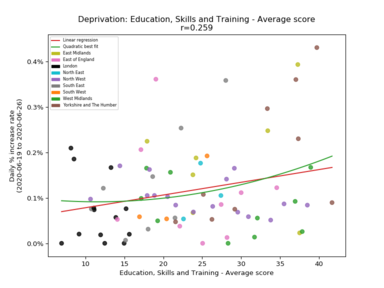 Deprivation: Education, Skills and Training - Average score
r=0.259
Linear regression
Quadratic best fit
East Midlands
East of England
London
North East
North West
South East
South West
West Midlands
Yorkshire and The Humber
Daily % increase rate
(2020-06-19 to 2020-06-26)
0.4%
0.3%
0.2%
0.1%
0.0%
10
15
20
25
30
35
40
Education, Skills and Training - Average score